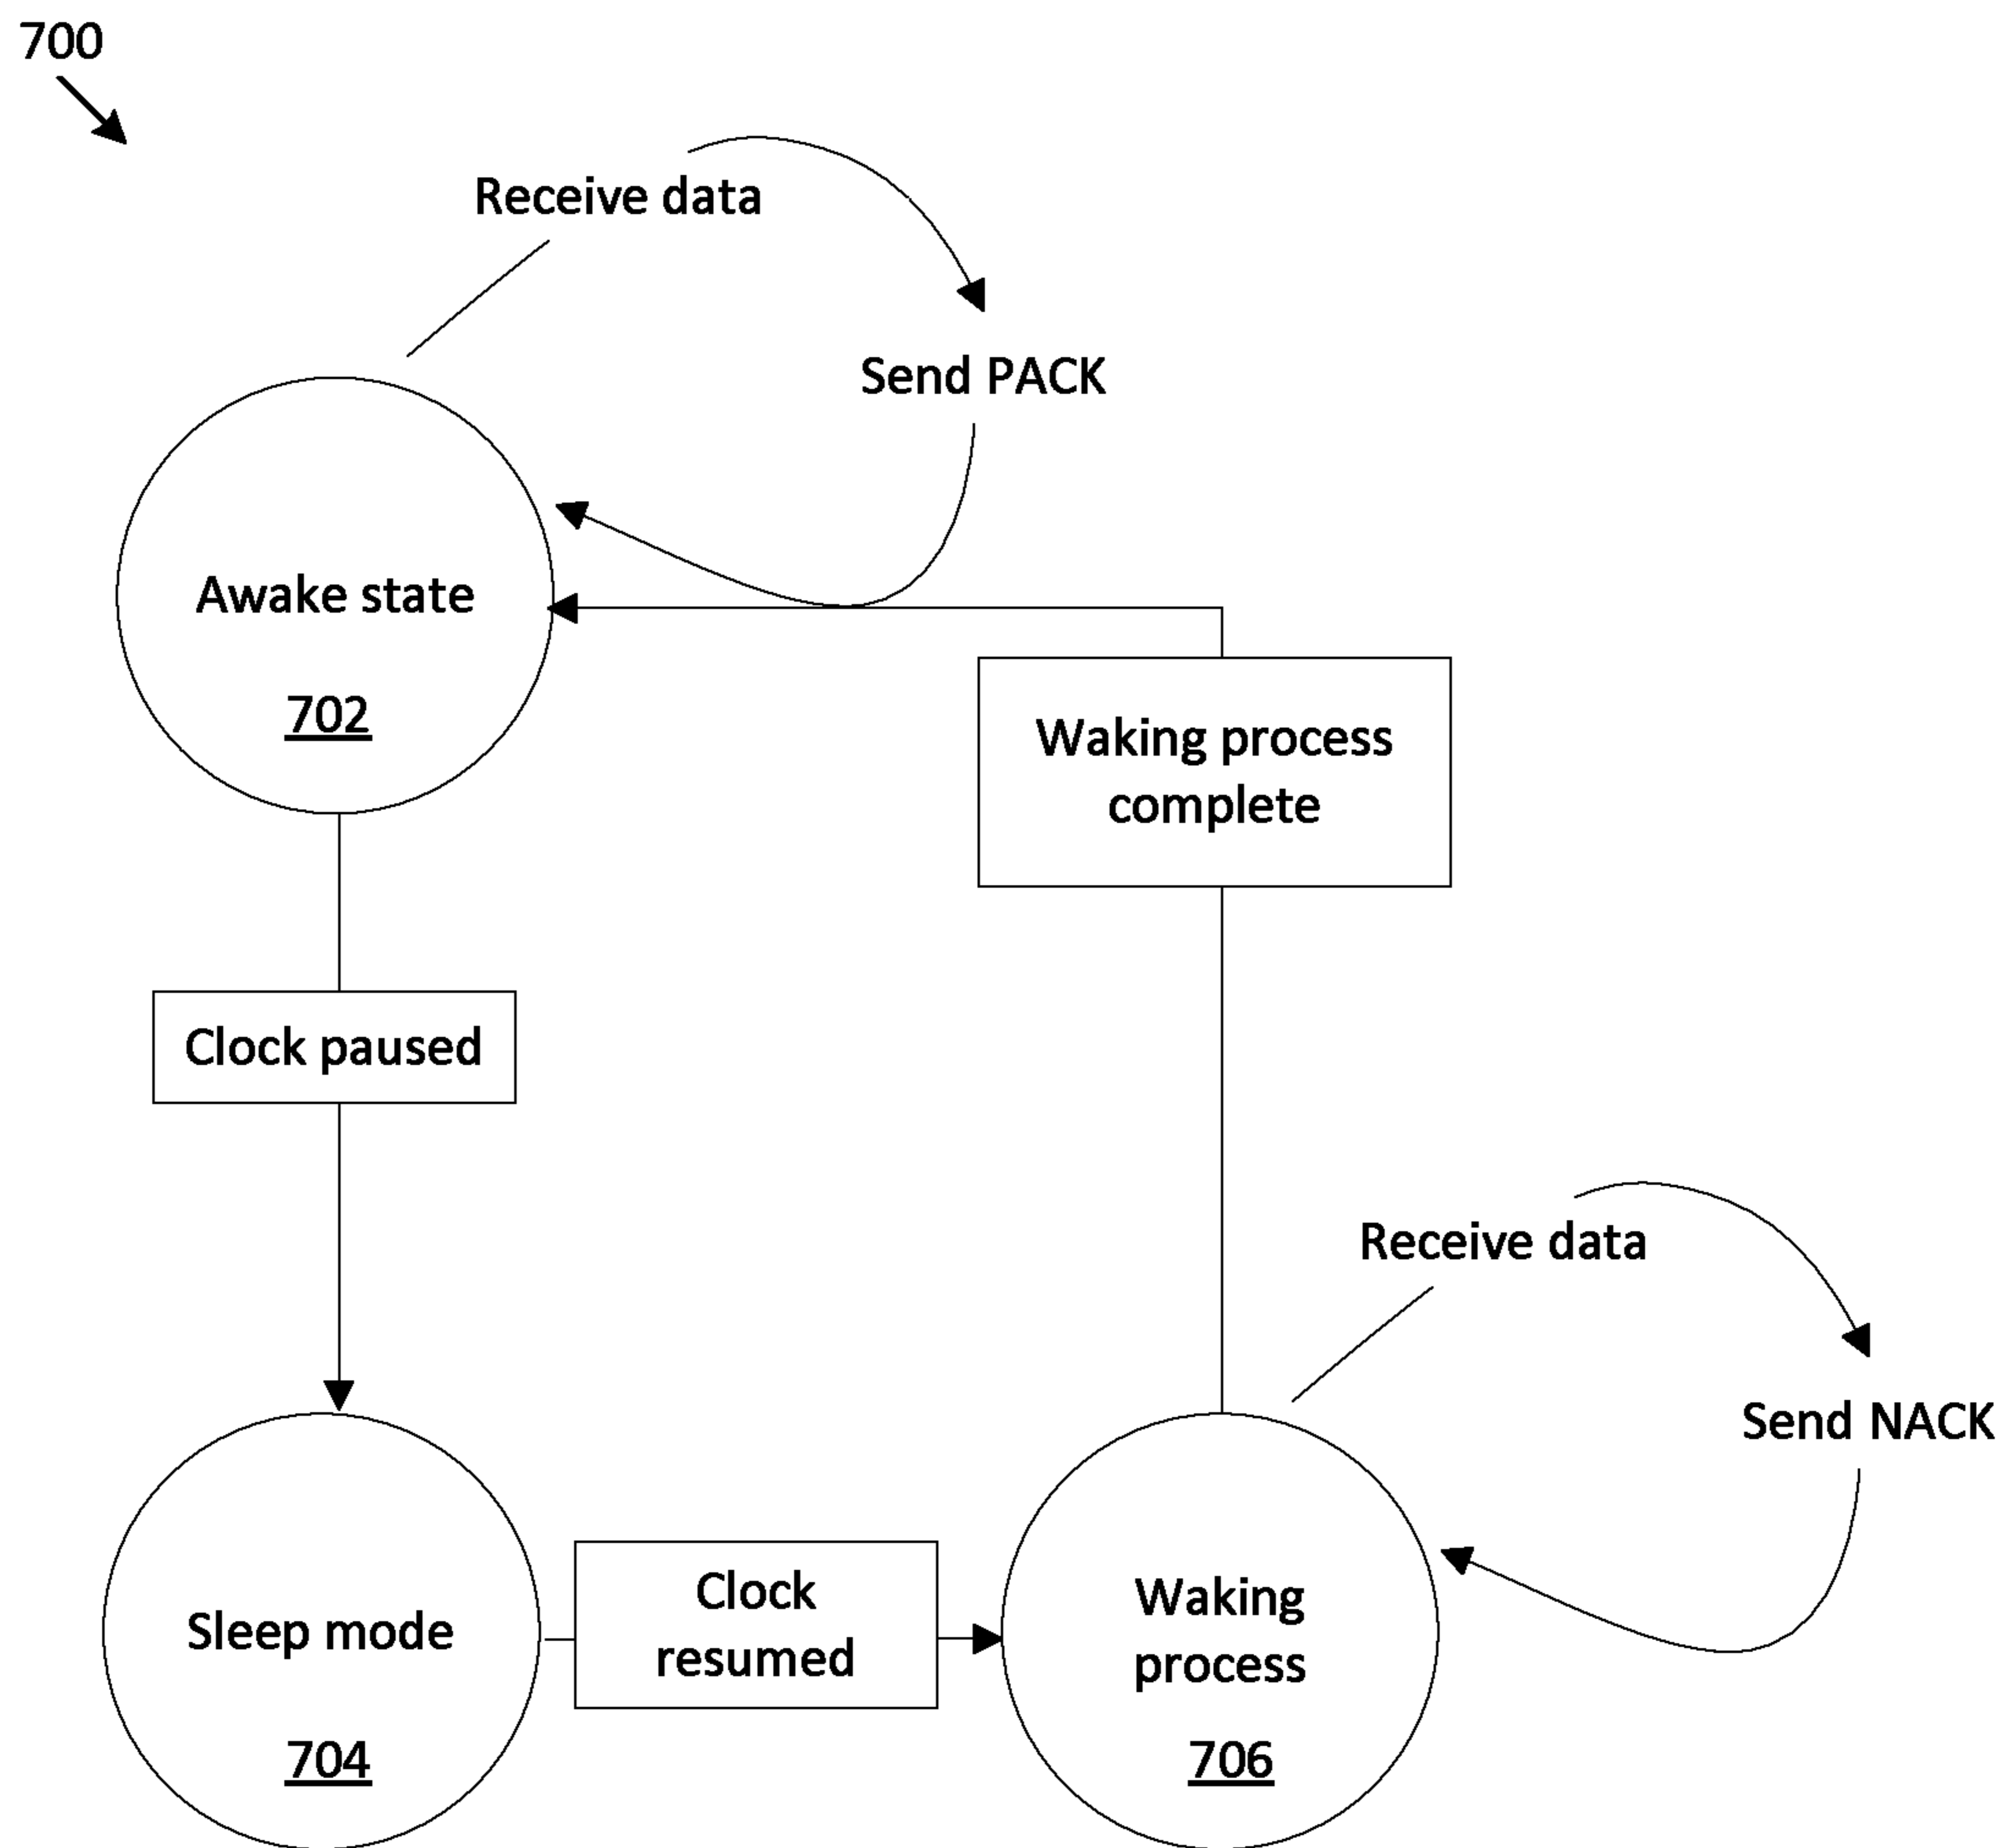 700
Receive data
Send PACK
Awake state
702
Waking process
complete
Clock paused
Receive data
Send NACK
Sleep mode
704
Clock
resumed
Waking
process
706